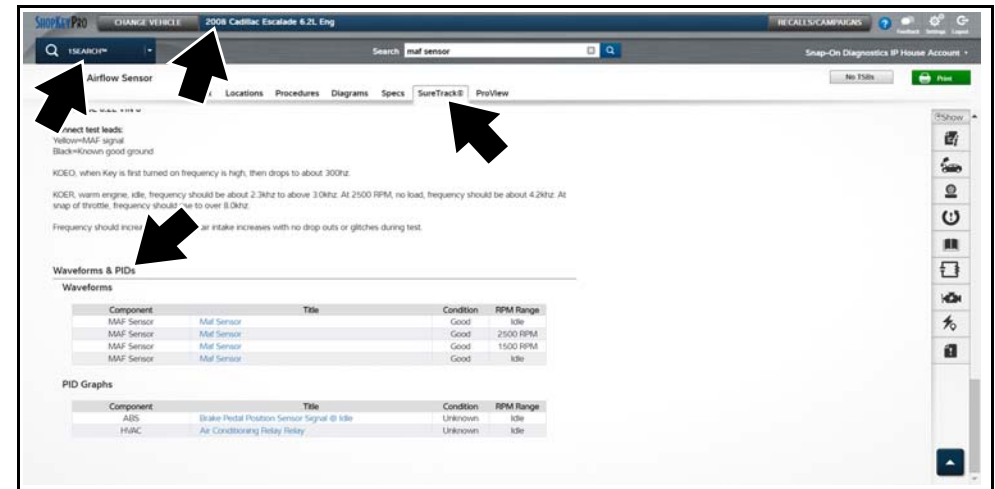 SHOPKEYPRO CHANGE VEHICLE 2008 Cadillac Escalade 6.2L Eng RECALLS/CAMPAIGNS ? Feedback Settings Logout
1SEARCH™ Search maf sensor Snap-On Diagnostics IP House Account
Airflow Sensor No TSBs Print
Locations Procedures Diagrams Specs SureTrack® ProView
Show
nnect test leads:
Yellow=MAF signal
Black=Known good ground
KOEO, when Key is first turned on frequency is high, then drops to about 300hz.
KOER, warm engine, idle, frequency should be about 2.3khz to above 3.0khz. At 2500 RPM, no load, frequency should be about 4.2khz. At
snap of throttle, frequency should se to over 8.0khz.
Frequency should increa air intake increases with no drop outs or glitches during test.
Waveforms & PIDs
Waveforms
Component Title Condition RPM Range
MAF Sensor Maf Sensor Good Idle
MAF Sensor Maf Sensor Good 2500 RPM
MAF Sensor Maf Sensor Good 1500 RPM
MAF Sensor Maf Sensor Good Idle
PID Graphs
Component Title Condition RPM Range
ABS Brake Pedal Position Sensor Signal @ Idle Unknown Idle
HVAC Air Conditioning Relay Relay Unknown Idle